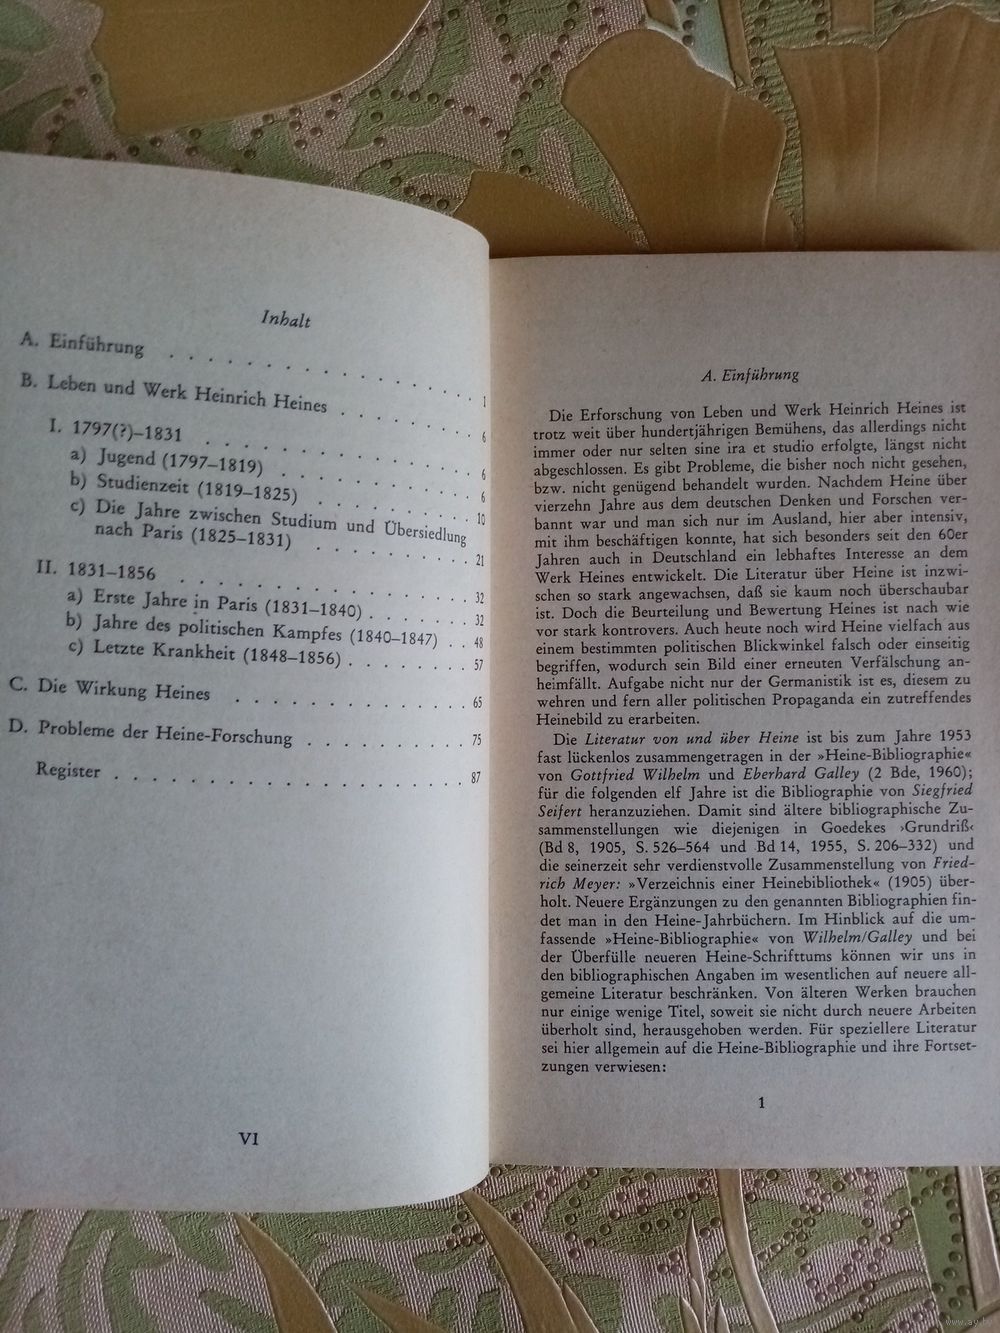 Inhalt
A. Einführung . . . . . . . . . . . . . . . . . 1
B. Leben und Werk Heinrich Heines . . . . . . . 6
I. 1797(?)–1831 . . . . . . . . . . . . . . 6
a) Jugend (1797–1819) . . . . . . . . . . 6
b) Studienzeit (1819–1825) . . . . . . . . 10
c) Die Jahre zwischen Studium und Übersiedlung
nach Paris (1825–1831) . . . . . . . . 21
II. 1831–1856 . . . . . . . . . . . . . . . 32
a) Erste Jahre in Paris (1831–1840) . . . . . 32
b) Jahre des politischen Kampfes (1840–1847) . . 48
c) Letzte Krankheit (1848–1856) . . . . . . . 57
C. Die Wirkung Heines . . . . . . . . . . . . . 65
D. Probleme der Heine-Forschung . . . . . . . . . 75
Register . . . . . . . . . . . . . . . . . . 87
VI
A. Einführung
Die Erforschung von Leben und Werk Heinrich Heines ist
trotz weit über hundertjährigen Bemühens, das allerdings nicht
immer oder nur selten sine ira et studio erfolgte, längst nicht
abgeschlossen. Es gibt Probleme, die bisher noch nicht gesehen,
bzw. nicht genügend behandelt wurden. Nachdem Heine über
vierzehn Jahre aus dem deutschen Denken und Forschen ver-
bannt war und man sich nur im Ausland, hier aber intensiv,
mit ihm beschäftigen konnte, hat sich besonders seit den 60er
Jahren auch in Deutschland ein lebhaftes Interesse an dem
Werk Heines entwickelt. Die Literatur über Heine ist inzwi-
schen so stark angewachsen, daß sie kaum noch überschaubar
ist. Doch die Beurteilung und Bewertung Heines ist nach wie
vor stark kontrovers. Auch heute noch wird Heine vielfach aus
einem bestimmten politischen Blickwinkel falsch oder einseitig
begriffen, wodurch sein Bild einer erneuten Verfälschung an-
heimfällt. Aufgabe nicht nur der Germanistik ist es, diesem zu
wehren und fern aller politischen Propaganda ein zutreffendes
Heinebild zu erarbeiten.
Die Literatur von und über Heine ist bis zum Jahre 1953
fast lückenlos zusammengetragen in der »Heine-Bibliographie«
von Gottfried Wilhelm und Eberhard Galley (2 Bde, 1960);
für die folgenden elf Jahre ist die Bibliographie von Siegfried
Seifert heranzuziehen. Damit sind ältere bibliographische Zu-
sammenstellungen wie diejenigen in Goedekes ›Grundriß‹
(Bd 8, 1905, S. 526–564 und Bd 14, 1955, S. 206–332) und
die seinerzeit sehr verdienstvolle Zusammenstellung von Fried-
rich Meyer: »Verzeichnis einer Heinebibliothek« (1905) über-
holt. Neuere Ergänzungen zu den genannten Bibliographien fin-
det man in den Heine-Jahrbüchern. Im Hinblick auf die um-
fassende »Heine-Bibliographie« von Wilhelm/Galley und bei
der Überfülle neueren Heine-Schrifttums können wir uns in
den bibliographischen Angaben im wesentlichen auf neuere all-
gemeine Literatur beschränken. Von älteren Werken brauchen
nur einige wenige Titel, soweit sie nicht durch neuere Arbeiten
überholt sind, herausgehoben werden. Für speziellere Literatur
sei hier allgemein auf die Heine-Bibliographie und ihre Fortset-
zungen verwiesen:
1
www.ay.by